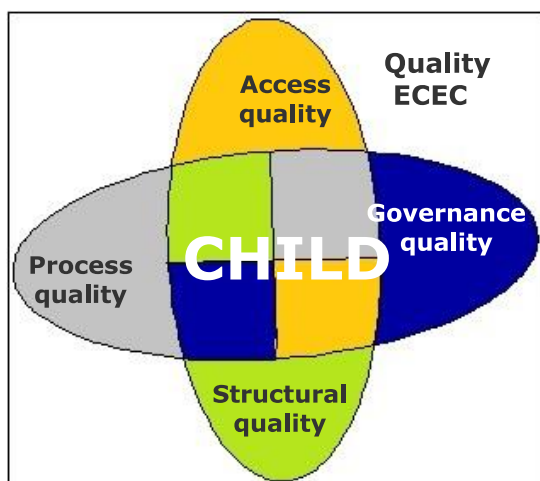 Quality
ECEC
Access
quality
Governance
quality
CHILD
Process
quality
Structural
quality